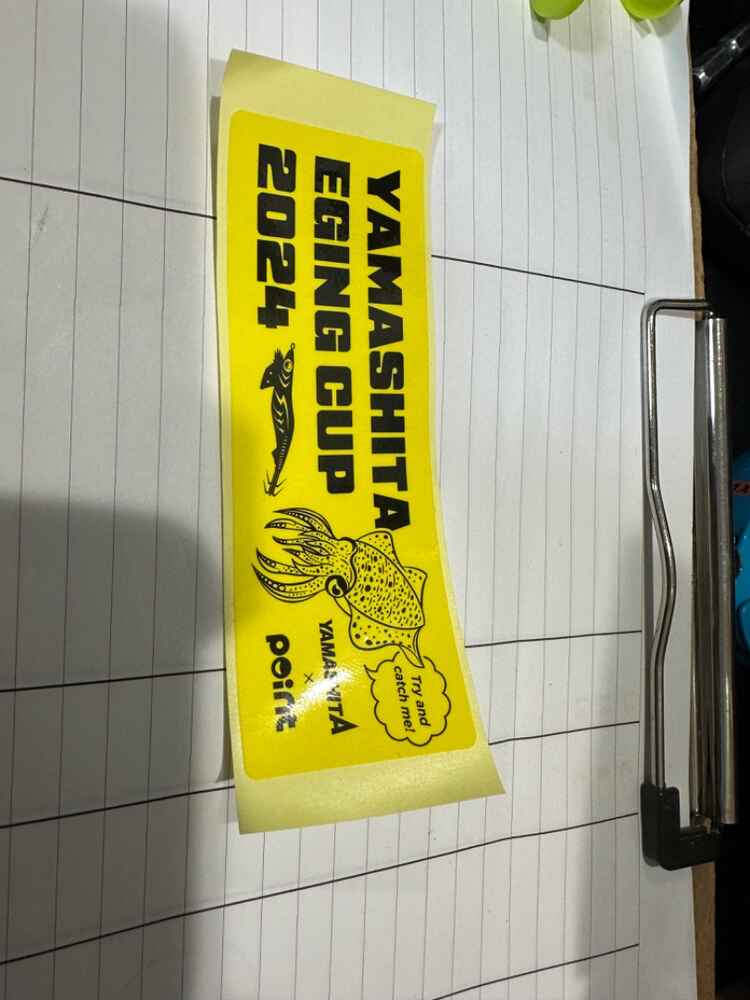 YAMASHITA
EGING CUP
2024
Try and
catch me!
YAMASHITA
×
point